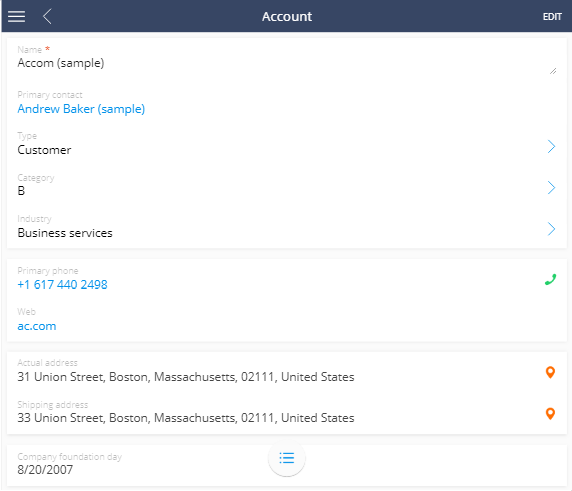 Account
EDIT
Name *
Accom (sample)
Primary contact
Andrew Baker (sample)
Type
Customer
Category
B
Industry
Business services
Primary phone
+1 617 440 2498
Web
ac.com
Actual address
31 Union Street, Boston, Massachusetts, 02111, United States
Shipping address
33 Union Street, Boston, Massachusetts, 02111, United States
Company foundation day
8/20/2007